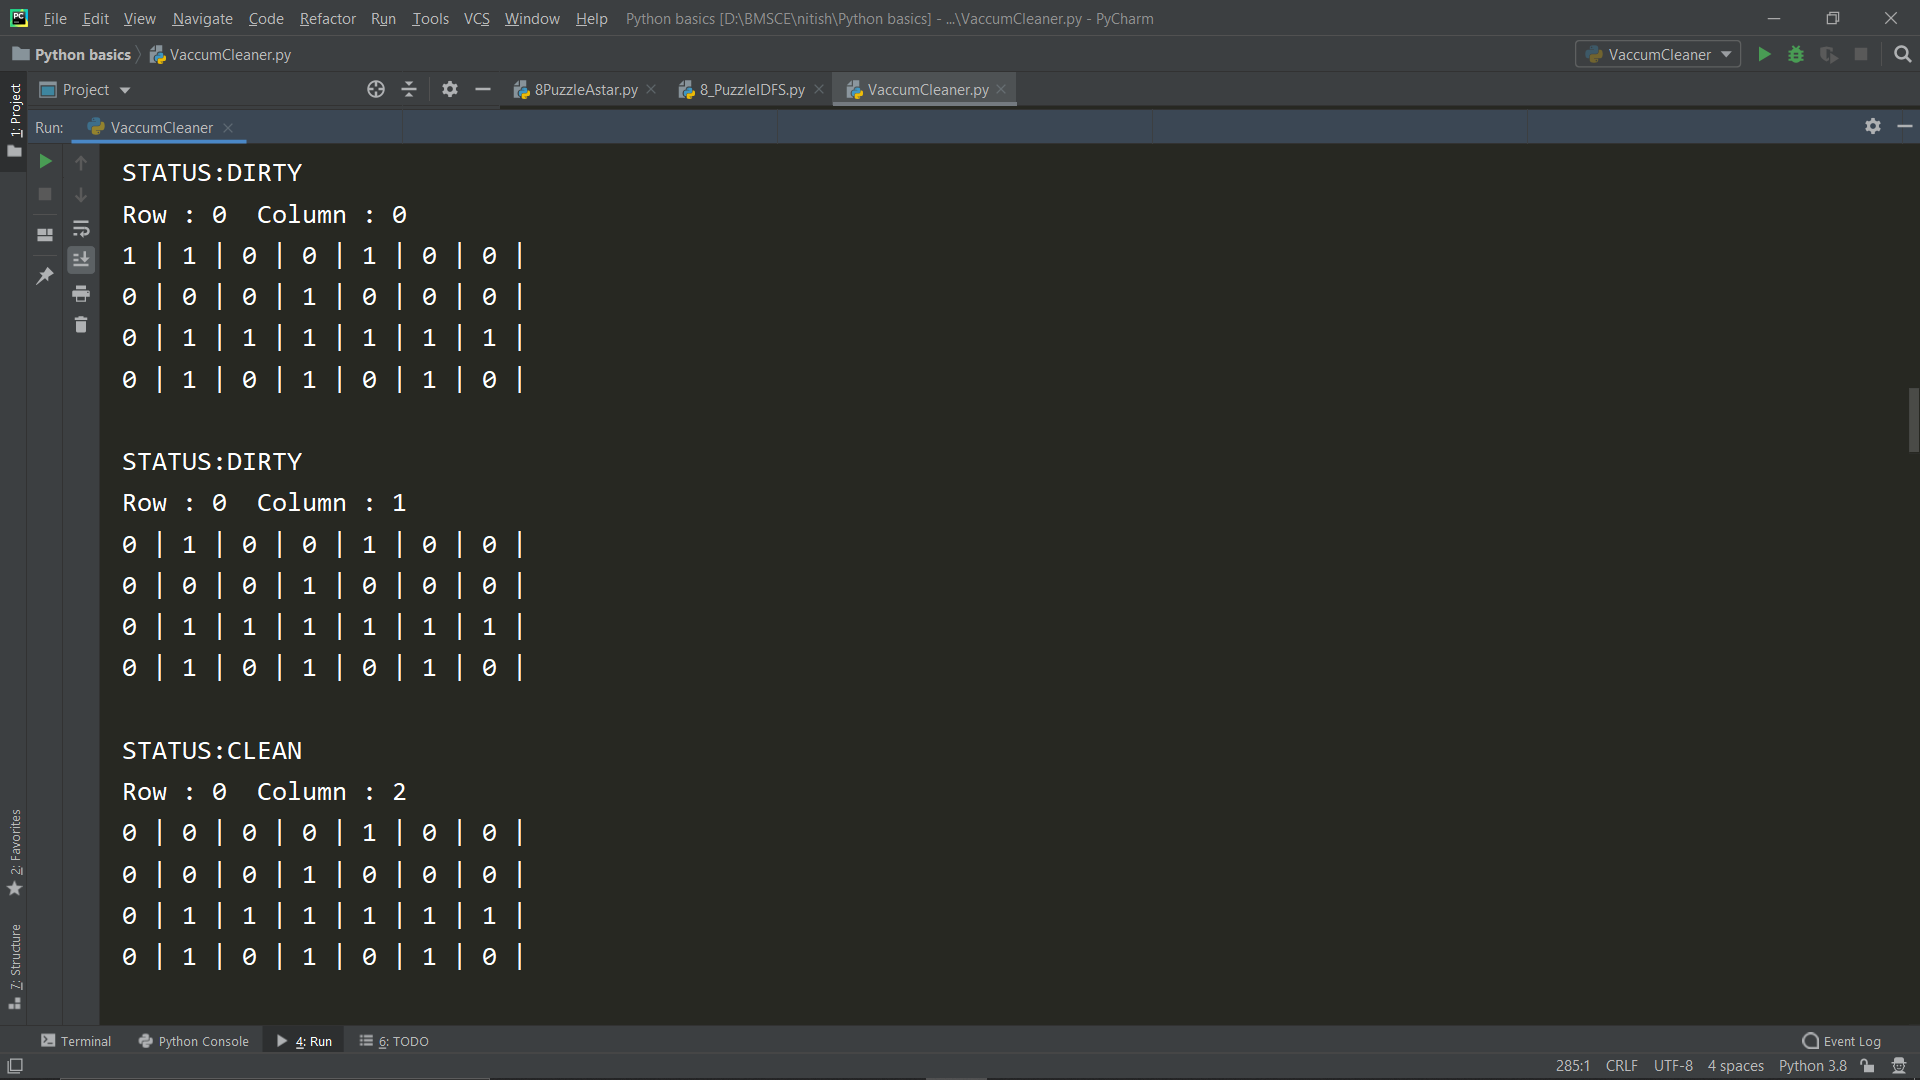 File Edit View Navigate Code Refactor Run Tools VCS Window Help Python basics [D:\BMSCE\nitish\Python basics] - ...\VaccumCleaner.py - PyCharm
Python basics VaccumCleaner.py VaccumCleaner
1: Project
Project 8PuzzleAstar.py 8_PuzzleIDFS.py VaccumCleaner.py
Run: VaccumCleaner
STATUS:DIRTY
Row : 0  Column : 0
1 | 1 | 0 | 0 | 1 | 0 | 0 |
0 | 0 | 0 | 1 | 0 | 0 | 0 |
0 | 1 | 1 | 1 | 1 | 1 | 1 |
0 | 1 | 0 | 1 | 0 | 1 | 0 |
STATUS:DIRTY
Row : 0  Column : 1
0 | 1 | 0 | 0 | 1 | 0 | 0 |
0 | 0 | 0 | 1 | 0 | 0 | 0 |
0 | 1 | 1 | 1 | 1 | 1 | 1 |
0 | 1 | 0 | 1 | 0 | 1 | 0 |
STATUS:CLEAN
Row : 0  Column : 2
0 | 0 | 0 | 0 | 1 | 0 | 0 |
0 | 0 | 0 | 1 | 0 | 0 | 0 |
0 | 1 | 1 | 1 | 1 | 1 | 1 |
0 | 1 | 0 | 1 | 0 | 1 | 0 |
2: Favorites
7: Structure
Terminal Python Console 4: Run 6: TODO Event Log
285:1 CRLF UTF-8 4 spaces Python 3.8